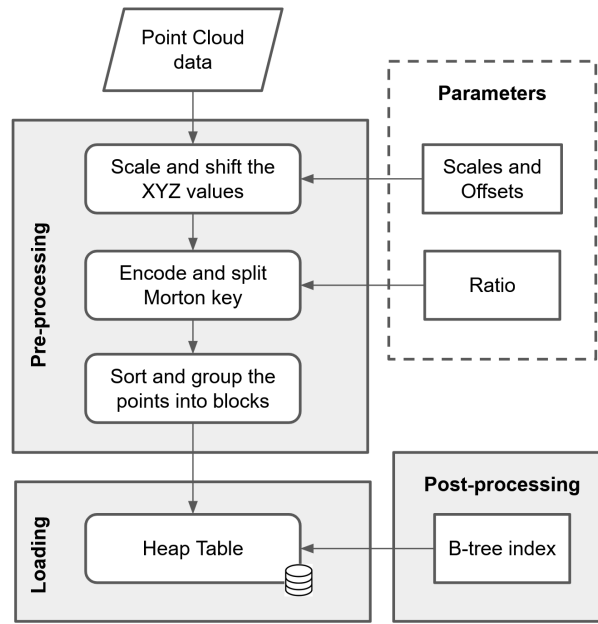 Point Cloud
data
Parameters
Pre-processing
Scale and shift the
XYZ values
Scales and
Offsets
Encode and split
Morton key
Ratio
Sort and group the
points into blocks
Post-processing
Loading
Heap Table
B-tree index